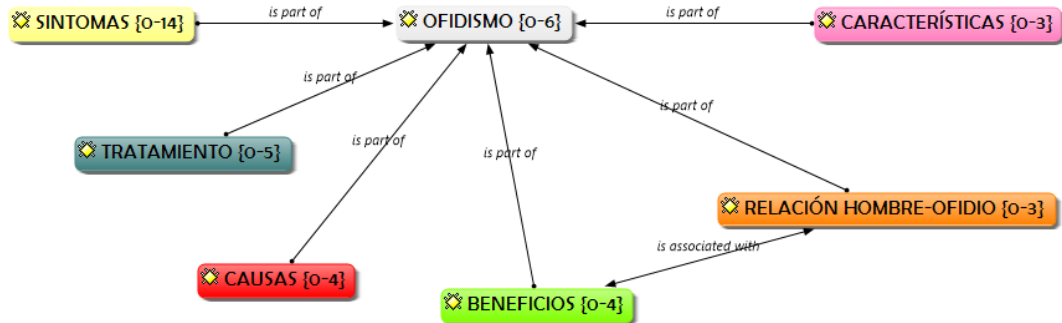 SINTOMAS {0-14}
is part of
OFIDISMO {0-6}
is part of
CARACTERÍSTICAS {0-3}
is part of
is part of
is part of
is part of
TRATAMIENTO {0-5}
RELACIÓN HOMBRE-OFIDIO {0-3}
is associated with
CAUSAS {0-4}
BENEFICIOS {0-4}